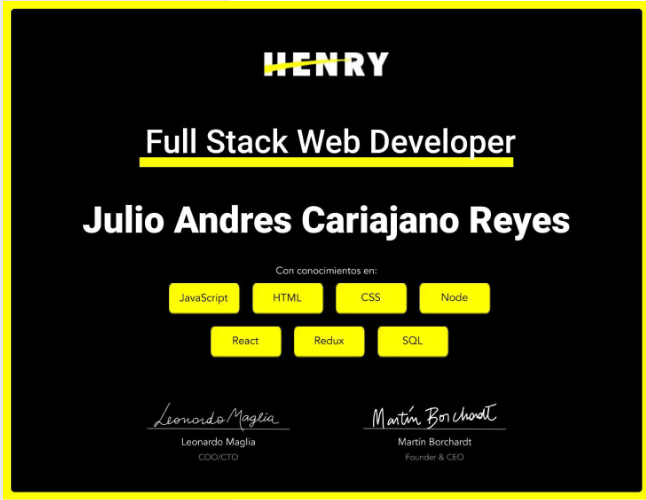 HENRY
Full Stack Web Developer
Julio Andres Cariajano Reyes
Con conocimientos en:
JavaScript HTML CSS Node
React Redux SQL
Leonardo Maglia Martín Borchardt
Leonardo Maglia Martín Borchardt
COO/CTO Founder & CEO